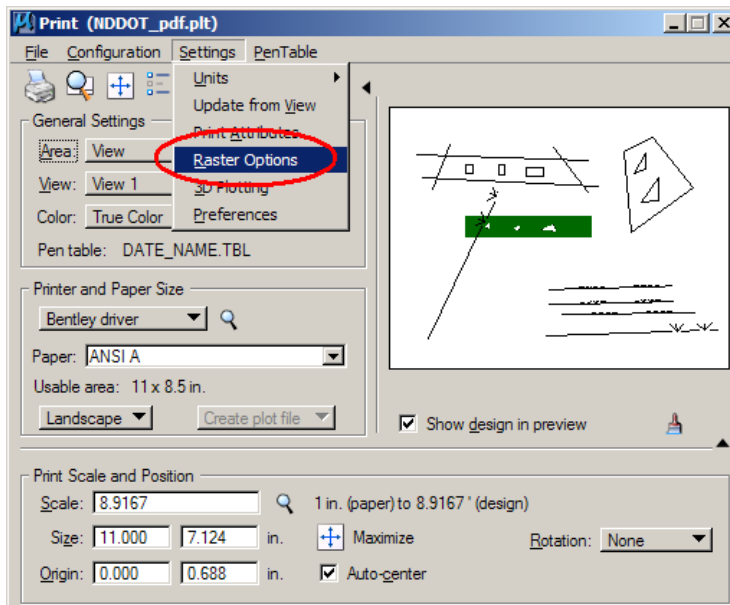 Print (NDDOT_pdf.plt)
File Configuration Settings PenTable
Units
Update from View
Print Attributes
Raster Options
3D Plotting
Preferences
General Settings
Area: View
View: View 1
Color: True Color
Pen table: DATE_NAME.TBL
Printer and Paper Size
Bentley driver
Paper: ANSI A
Usable area: 11 x 8.5 in.
Landscape Create plot file
Show design in preview
Print Scale and Position
Scale: 8.9167 1 in. (paper) to 8.9167 ' (design)
Size: 11.000 7.124 in. Maximize Rotation: None
Origin: 0.000 0.688 in. Auto-center